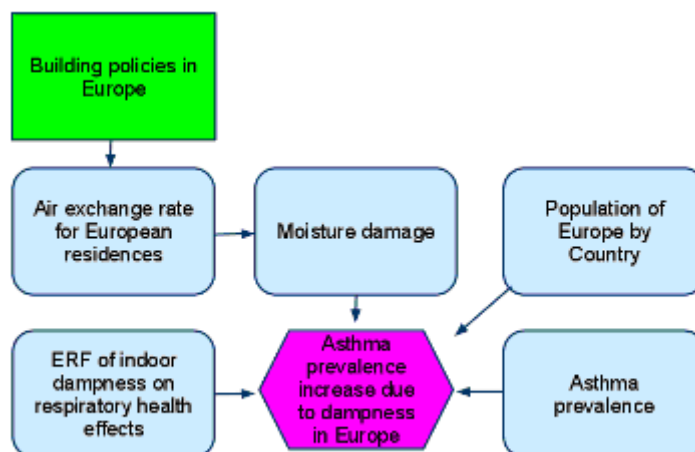 Building policies in
Europe
Air exchange rate
for European
residences
Moisture damage
Population of
Europe by
Country
ERF of indoor
dampness on
respiratory health
effects
Asthma
prevalence
increase due
to dampness
in Europe
Asthma
prevalence